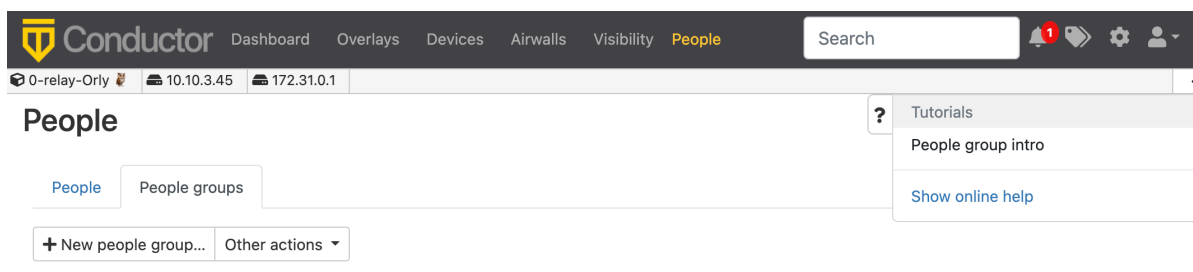 Conductor Dashboard Overlays Devices Airwalls Visibility People Search 1
0-relay-Orly 10.10.3.45 172.31.0.1
People
? Tutorials
People group intro
People People groups
Show online help
+ New people group... Other actions